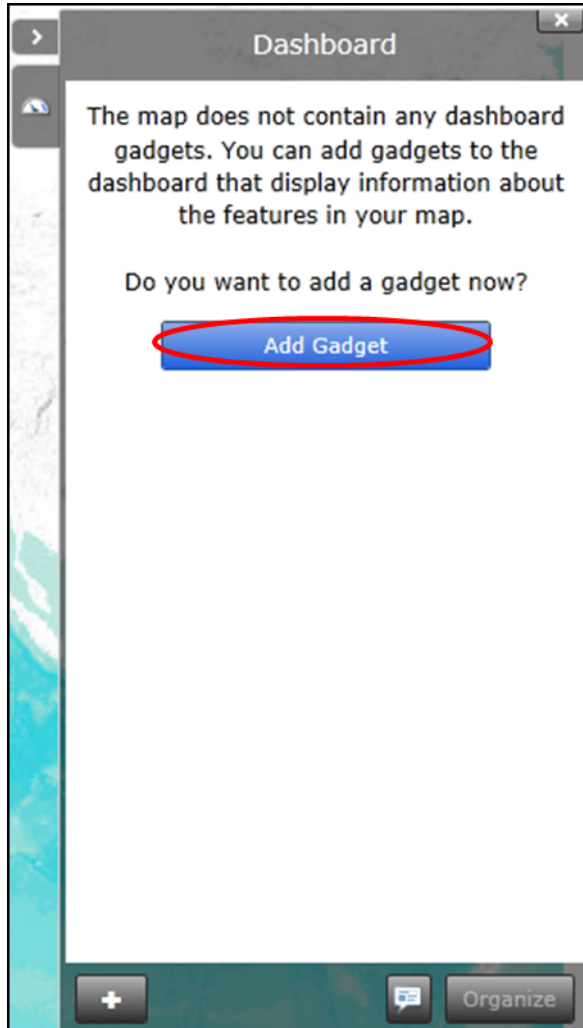 Dashboard
The map does not contain any dashboard
gadgets. You can add gadgets to the
dashboard that display information about
the features in your map.
Do you want to add a gadget now?
Add Gadget
Organize